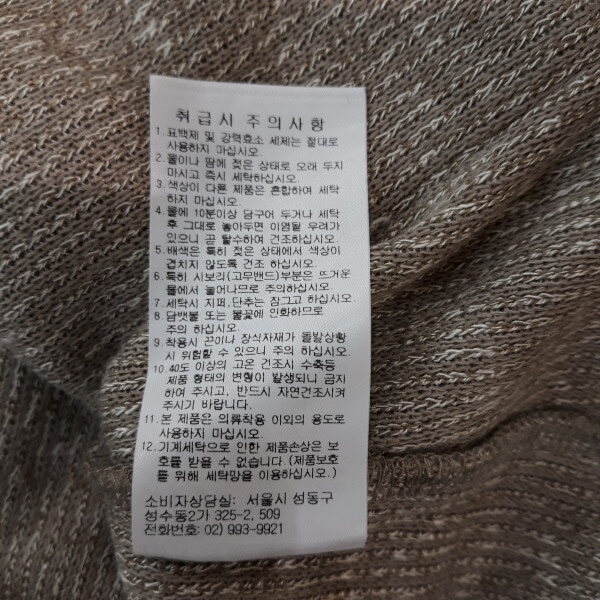 취급시 주의사항
1. 표백제 및 강력효소 세제는 절대로
사용하지 마십시오.
2. 물이나 땀에 젖은 상태로 오래 두지
마시고 즉시 세탁하십시오.
3. 색상이 다른 제품은 혼합하여 세탁
하지 마십시오.
4. 물에 10분이상 담구어 두거나 세탁
후 그대로 놓아두면 이염될 우려가
있으니 곧 탈수하여 건조하십시오.
5. 배색은 특히 젖은 상태에서 색상이
겹치지 않도록 건조 하십시오.
6. 특히 시보리(고무밴드)부분은 뜨거운
물에서 늘어나므로 주의하십시오
7. 세탁시 지퍼,단추는 잠그고 하십시오.
8. 담뱃불 또는 불꽃에 인화하므로
주의 하십시오.
9. 착용시 끈이나 장식자재가 돌발상황
시 위험할 수 있으니 주의 하십시오.
10. 40도 이상의 고온 건조시 수축등
제품 형태의 변형이 발생되니 금지
하여 주시고, 반드시 자연건조시켜
주시기 바랍니다.
11. 본 제품은 의류착용 이외의 용도로
사용하지 마십시오.
12. 기계세탁으로 인한 제품손상은 보
호를 받을 수 없습니다.(제품보호
를 위해 세탁망을 이용하십시오.)
소비자상담실: 서울시 성동구
성수동2가 325-2, 509
전화번호: 02) 993-9921